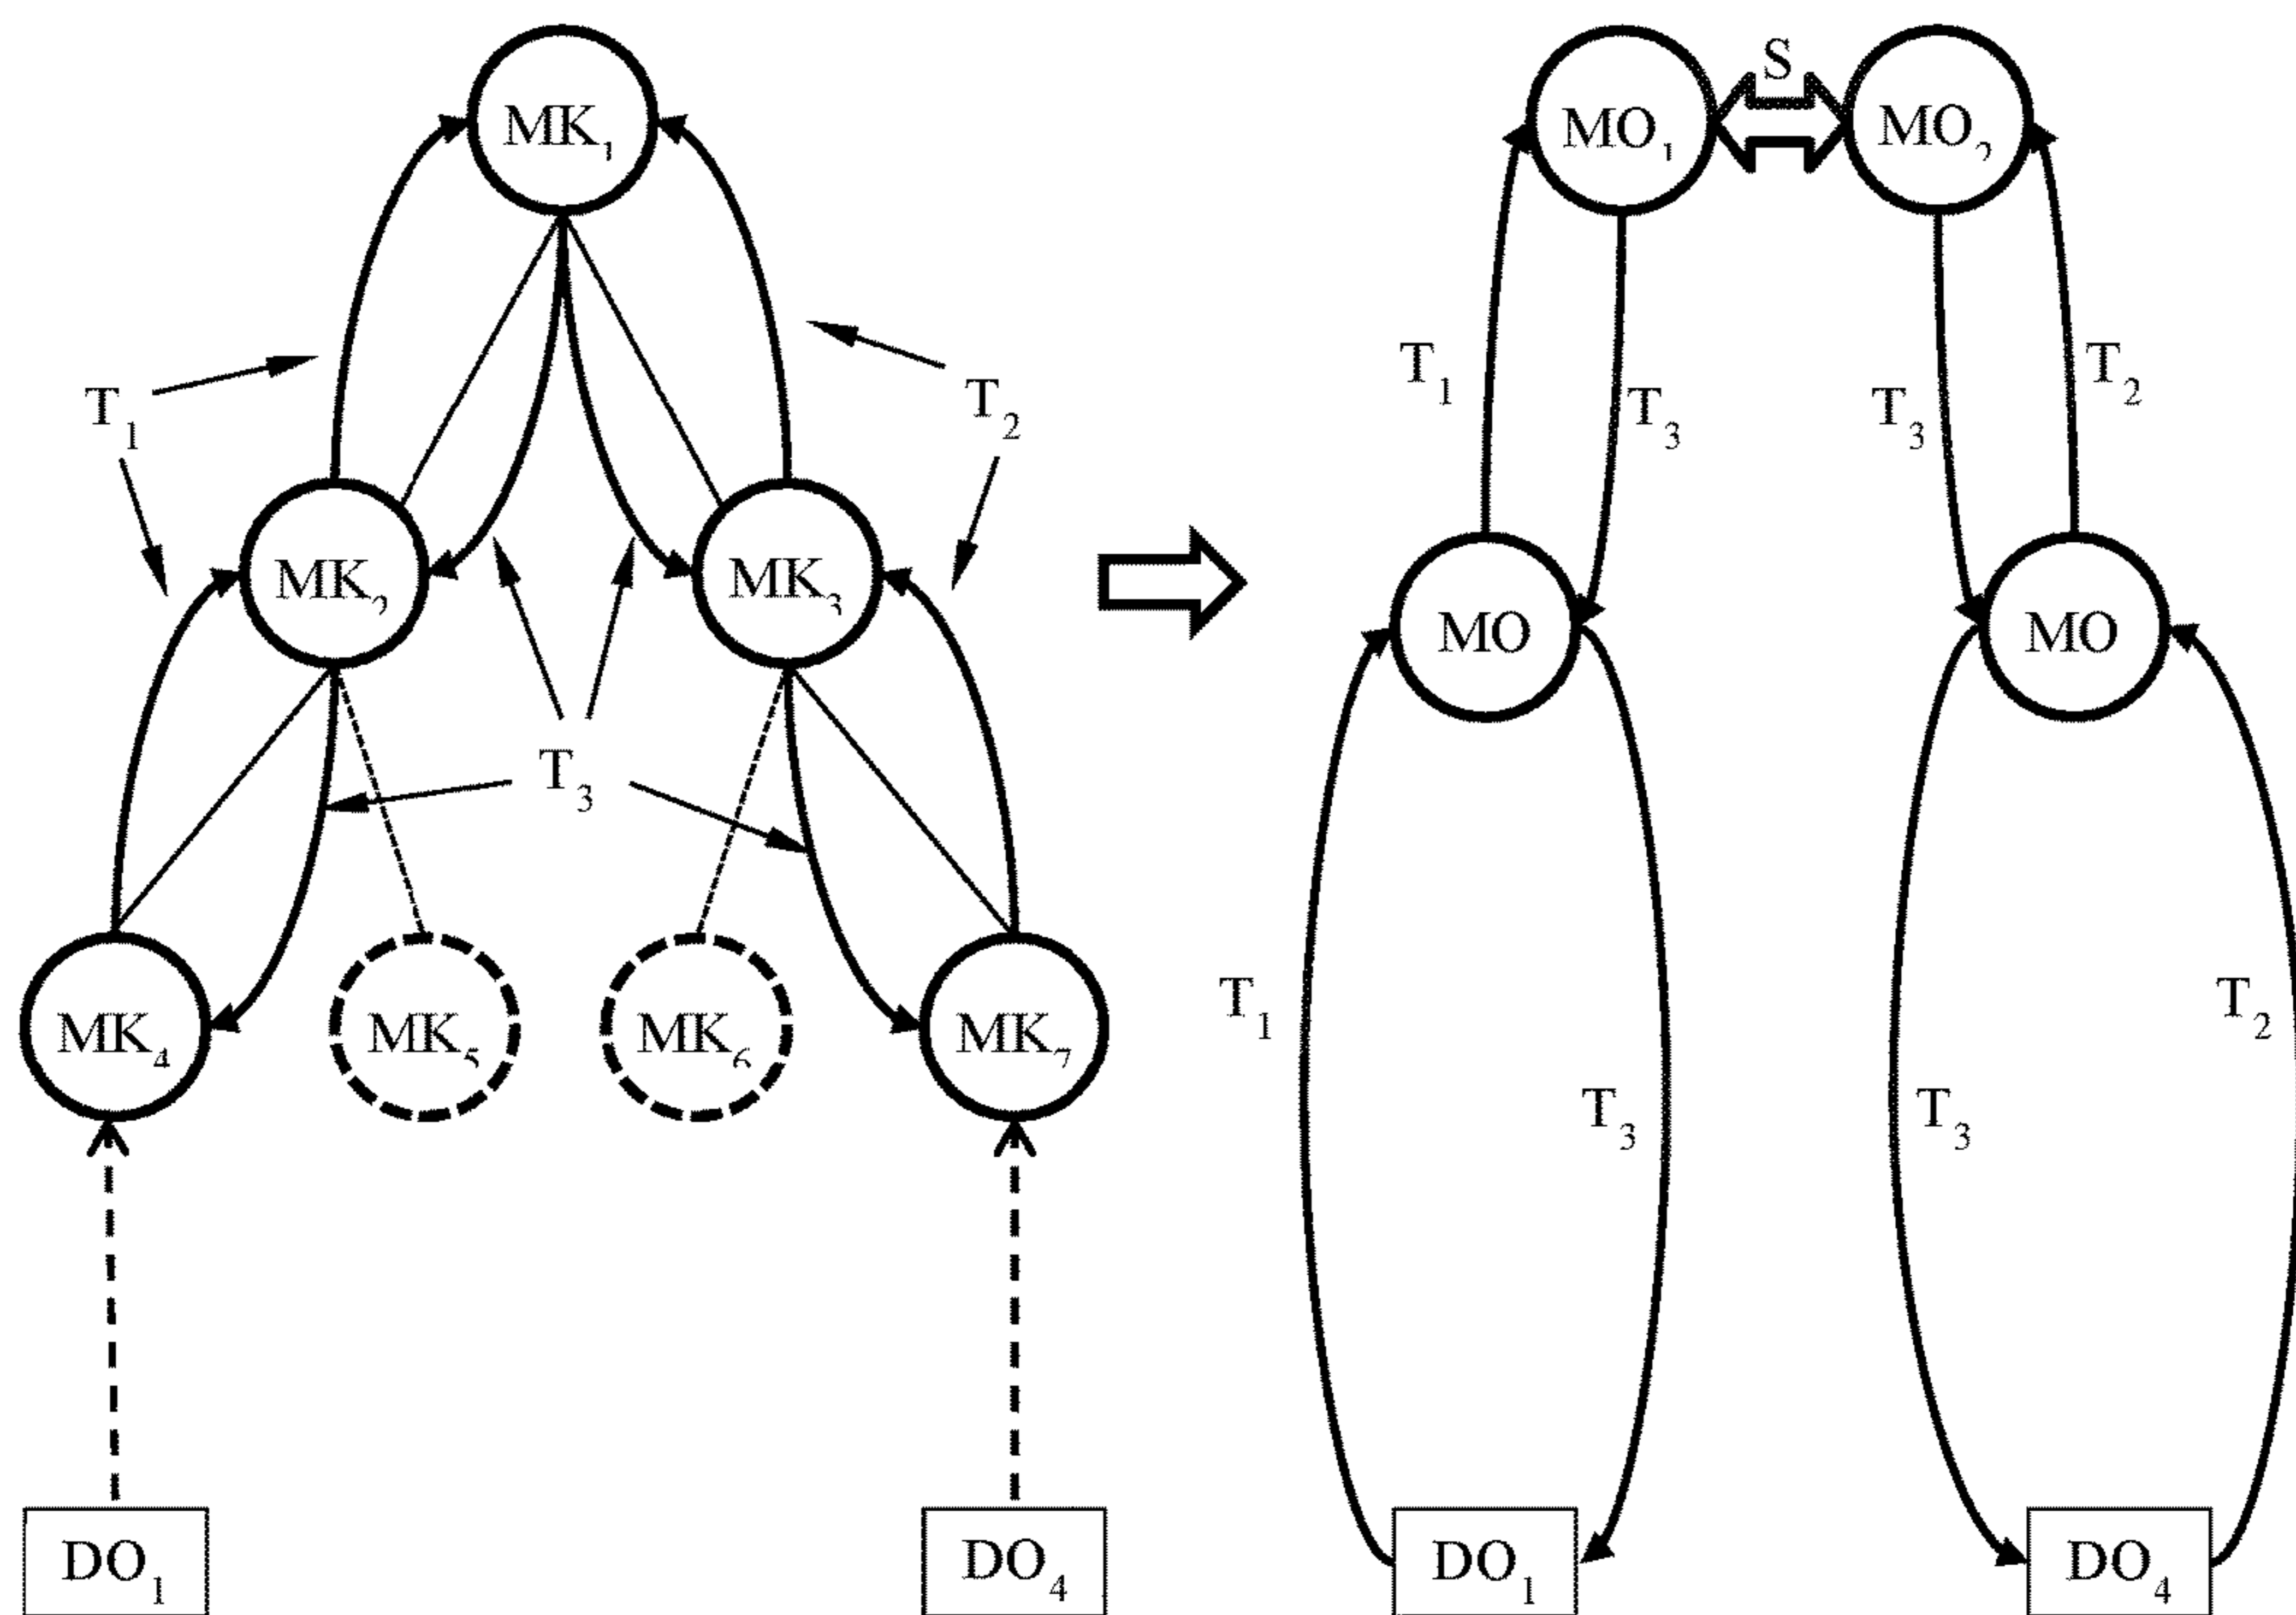 MK₁
MO₁
S
MO₂
T₁
T₂
T₁
T₃
T₃
T₂
MK₂
MK₃
MO
MO
T₃
MK₄
MK₅
MK₆
MK₇
T₁
T₃
T₃
T₂
DO₁
DO₄
DO₁
DO₄